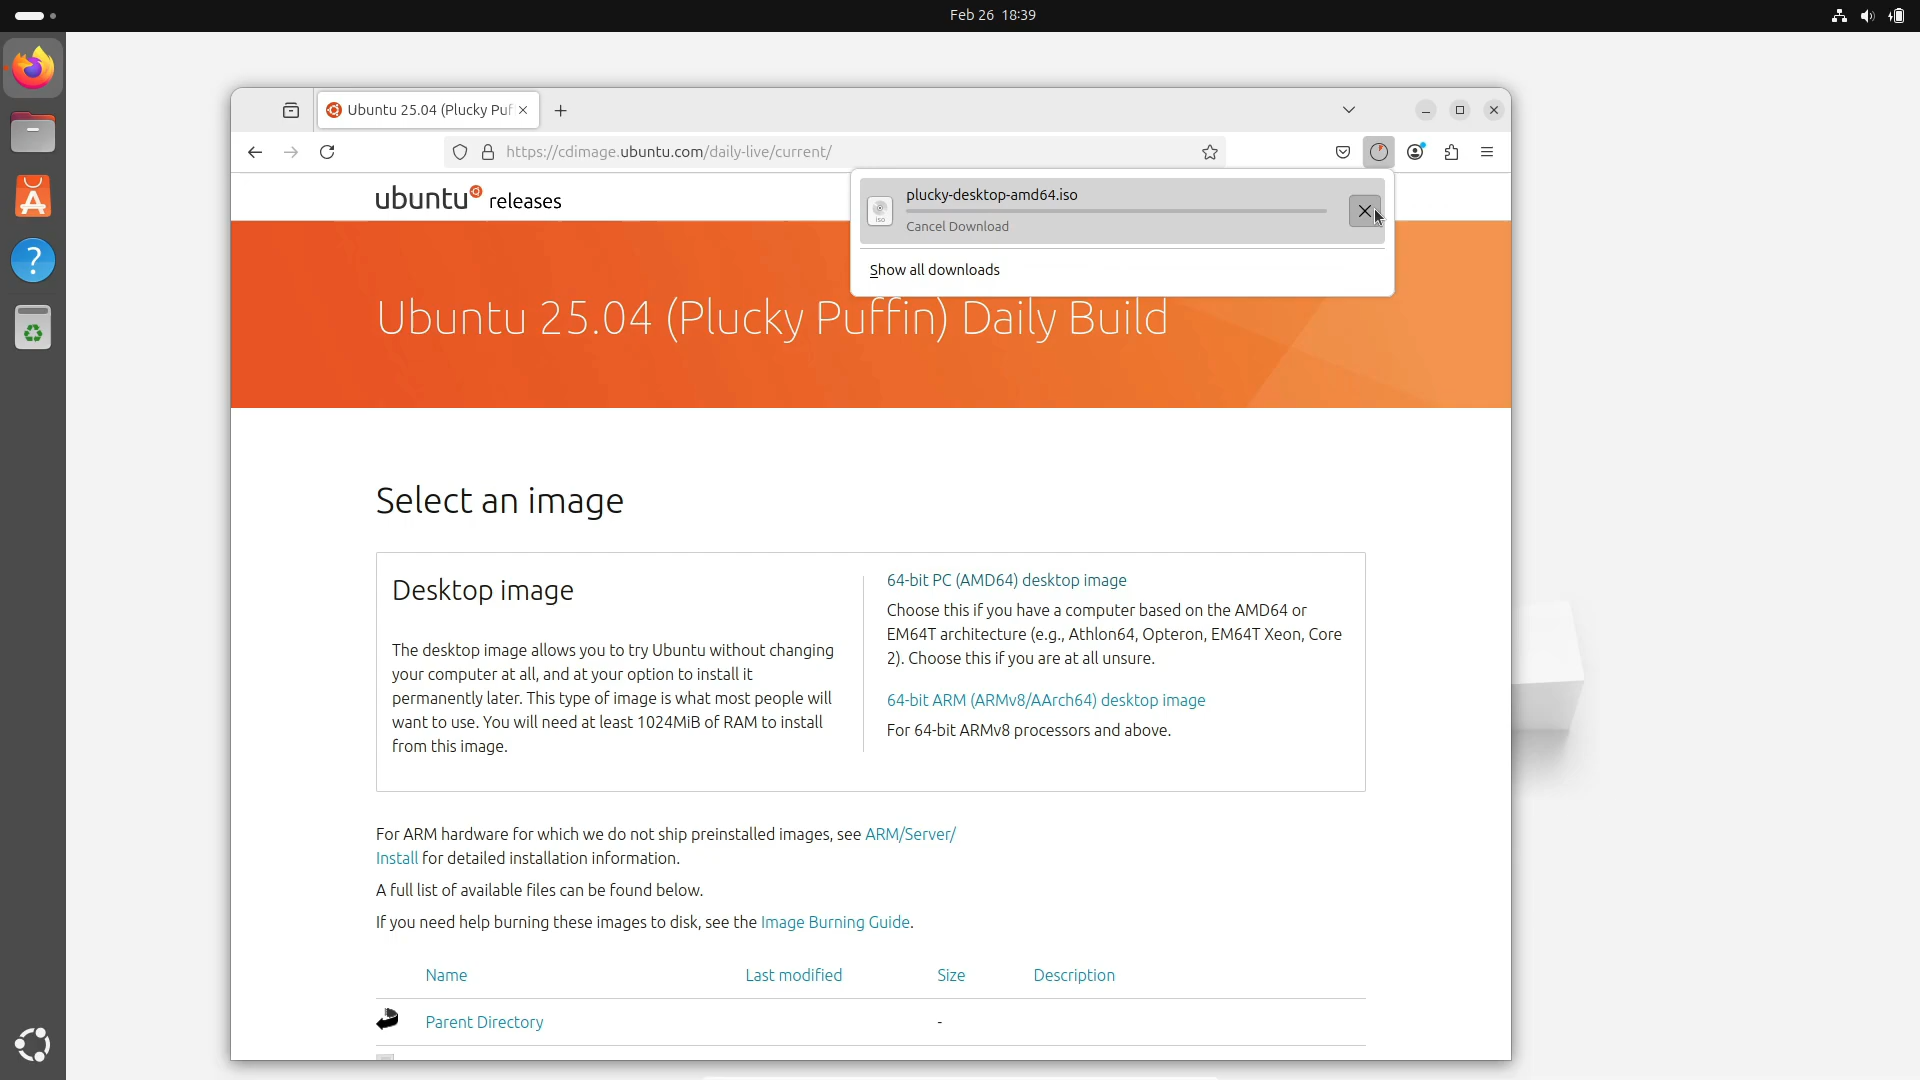 Feb 26 18:39
Ubuntu 25.04 (Plucky Puf
https://cdimage.ubuntu.com/daily-live/current/
ubuntu releases
plucky-desktop-amd64.iso
iso
Cancel Download
Show all downloads
Ubuntu 25.04 (Plucky Puffin) Daily Build
Select an image
Desktop image
The desktop image allows you to try Ubuntu without changing
your computer at all, and at your option to install it
permanently later. This type of image is what most people will
want to use. You will need at least 1024MiB of RAM to install
from this image.
64-bit PC (AMD64) desktop image
Choose this if you have a computer based on the AMD64 or
EM64T architecture (e.g., Athlon64, Opteron, EM64T Xeon, Core
2). Choose this if you are at all unsure.
64-bit ARM (ARMv8/AArch64) desktop image
For 64-bit ARMv8 processors and above.
For ARM hardware for which we do not ship preinstalled images, see ARM/Server/
Install for detailed installation information.
A full list of available files can be found below.
If you need help burning these images to disk, see the Image Burning Guide.
Name Last modified Size Description
Parent Directory -